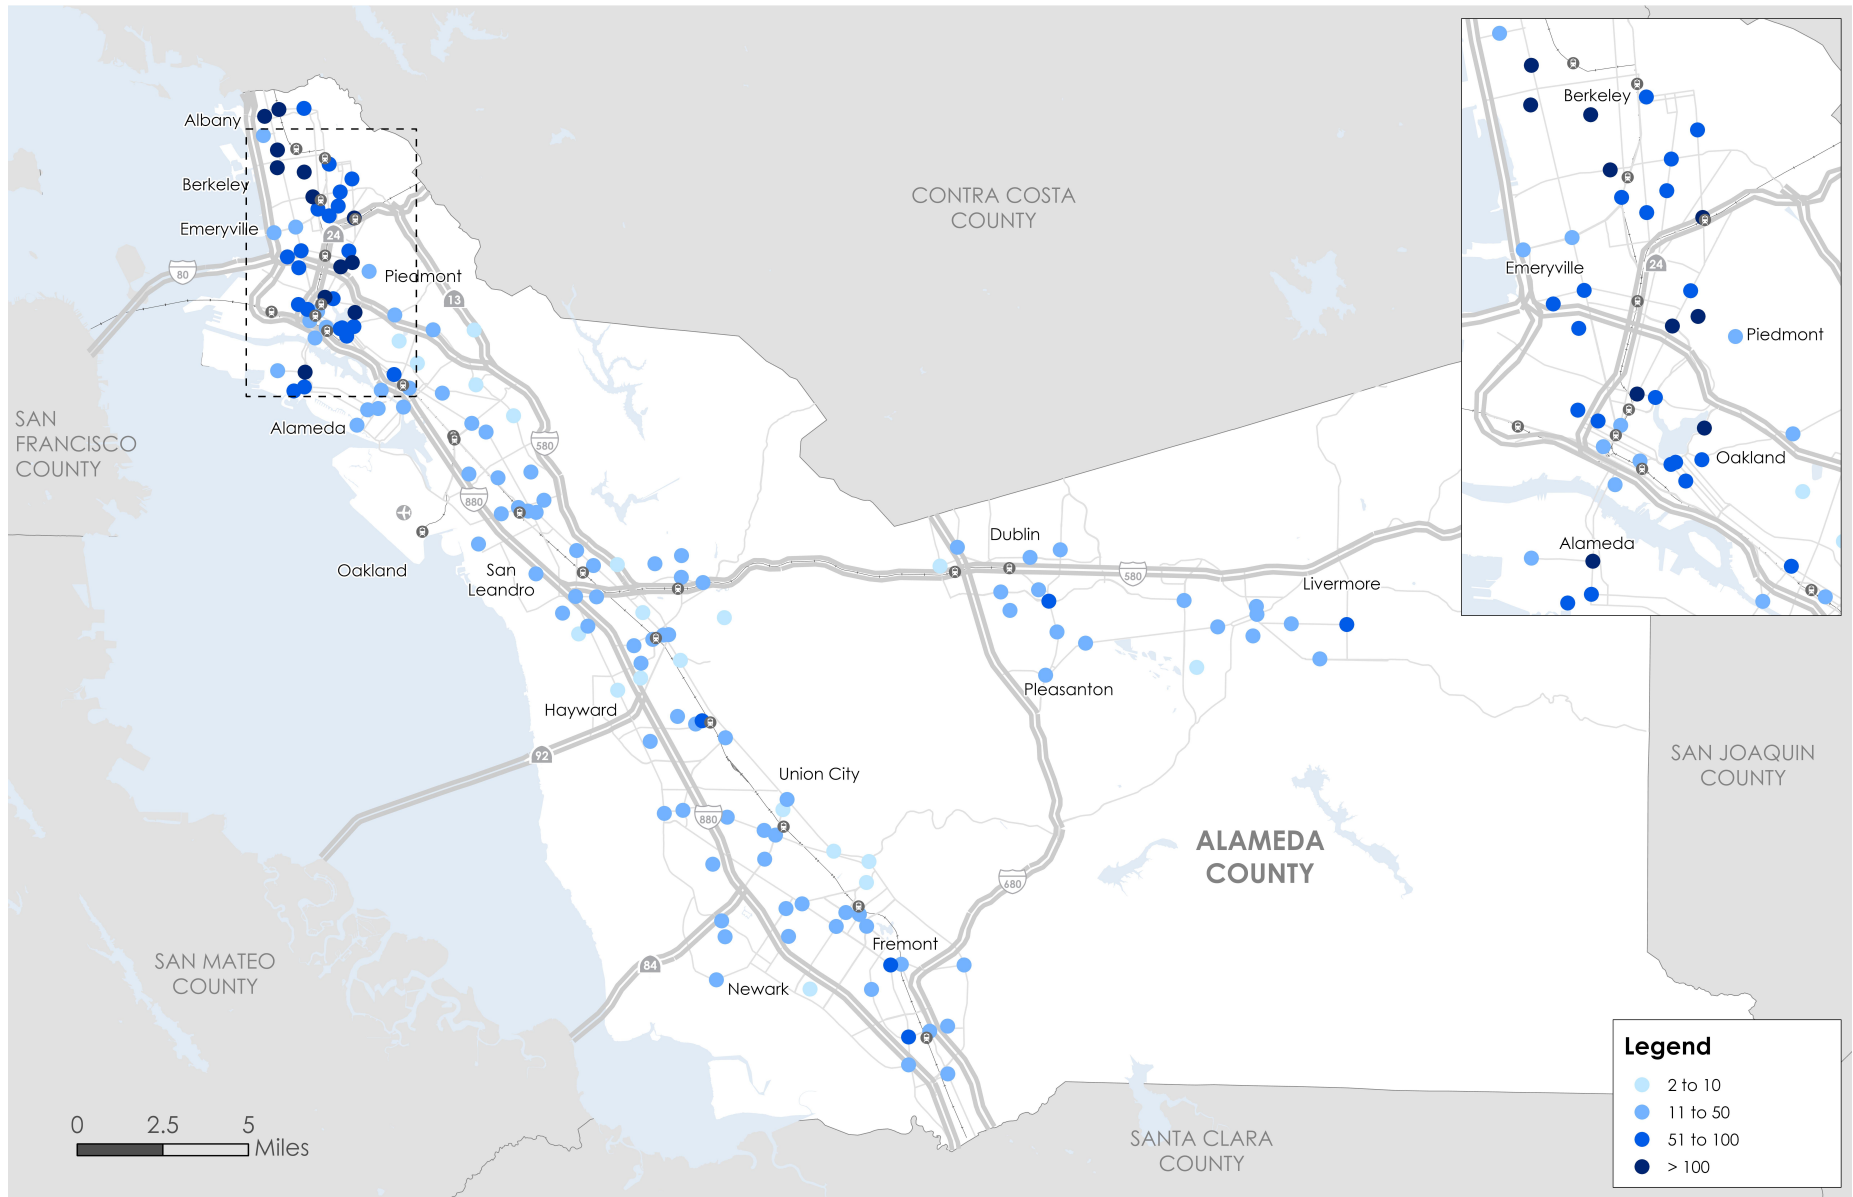 Albany
Berkeley
Emeryville
24
80
Piedmont
13
Alameda
SAN
FRANCISCO
COUNTY
CONTRA COSTA
COUNTY
580
880
Oakland
San
Leandro
Dublin
580
Livermore
Pleasanton
Hayward
92
Union City
880
ALAMEDA
COUNTY
680
SAN JOAQUIN
COUNTY
SAN MATEO
COUNTY
84
Fremont
Newark
SANTA CLARA
COUNTY
0 2.5 5
Miles
Berkeley
Emeryville
24
Piedmont
Oakland
Alameda
Legend
2 to 10
11 to 50
51 to 100
> 100